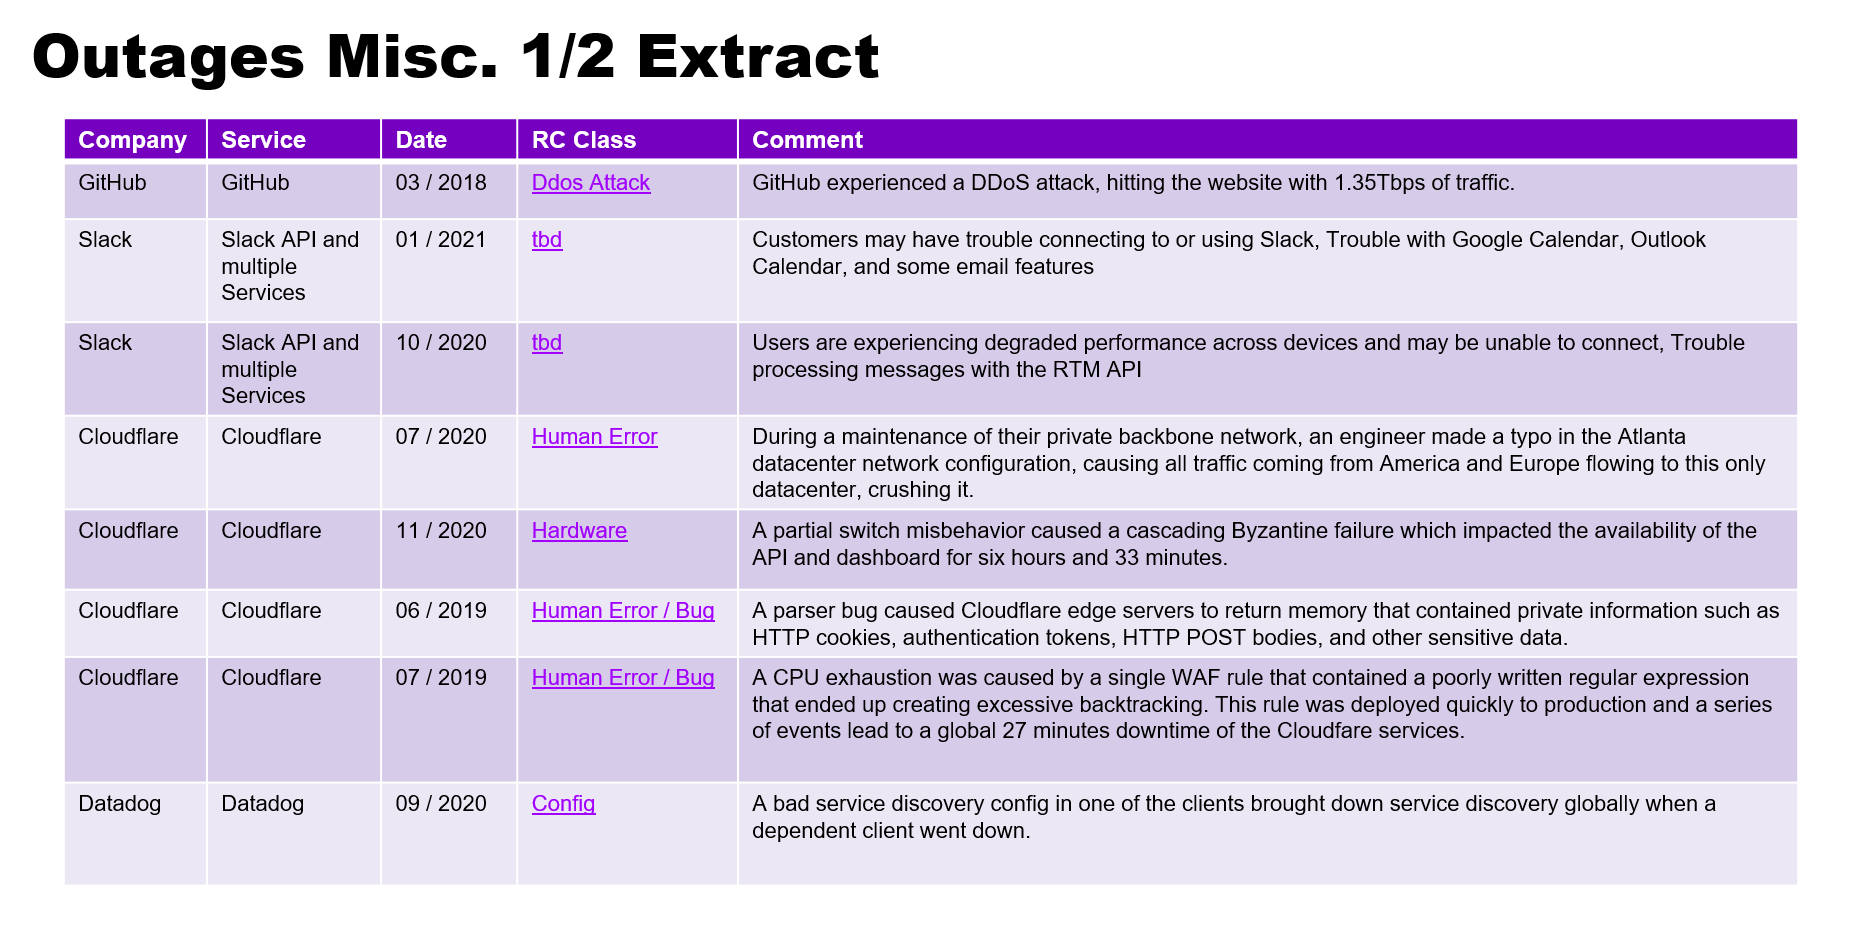 Outages Misc. 1/2 Extract
Company Service Date RC Class Comment
GitHub GitHub 03 / 2018 Ddos Attack GitHub experienced a DDoS attack, hitting the website with 1.35Tbps of traffic.
Slack Slack API and 01 / 2021 tbd Customers may have trouble connecting to or using Slack, Trouble with Google Calendar, Outlook
multiple Calendar, and some email features
Services
Slack Slack API and 10 / 2020 tbd Users are experiencing degraded performance across devices and may be unable to connect, Trouble
multiple processing messages with the RTM API
Services
Cloudflare Cloudflare 07 / 2020 Human Error During a maintenance of their private backbone network, an engineer made a typo in the Atlanta
datacenter network configuration, causing all traffic coming from America and Europe flowing to this only
datacenter, crushing it.
Cloudflare Cloudflare 11 / 2020 Hardware A partial switch misbehavior caused a cascading Byzantine failure which impacted the availability of the
API and dashboard for six hours and 33 minutes.
Cloudflare Cloudflare 06 / 2019 Human Error / Bug A parser bug caused Cloudflare edge servers to return memory that contained private information such as
HTTP cookies, authentication tokens, HTTP POST bodies, and other sensitive data.
Cloudflare Cloudflare 07 / 2019 Human Error / Bug A CPU exhaustion was caused by a single WAF rule that contained a poorly written regular expression
that ended up creating excessive backtracking. This rule was deployed quickly to production and a series
of events lead to a global 27 minutes downtime of the Cloudfare services.
Datadog Datadog 09 / 2020 Config A bad service discovery config in one of the clients brought down service discovery globally when a
dependent client went down.